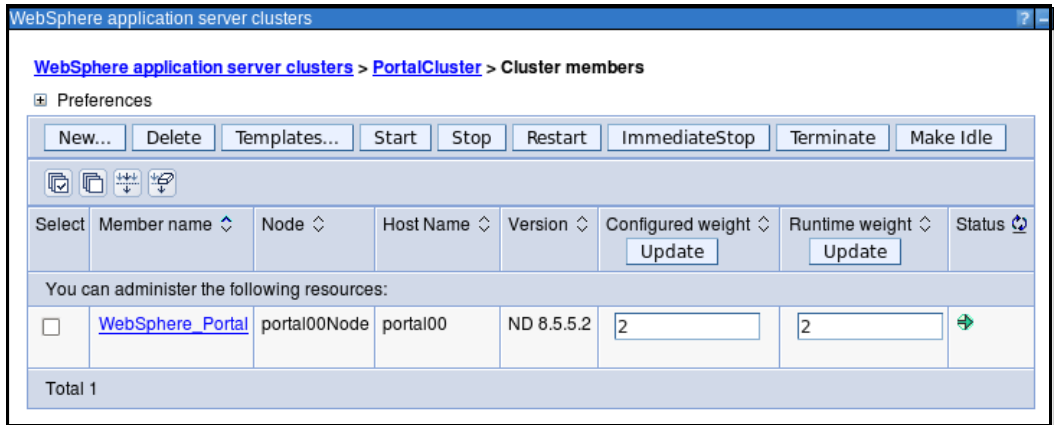 WebSphere application server clusters ? –
WebSphere application server clusters > PortalCluster > Cluster members
+ Preferences
New... Delete Templates... Start Stop Restart ImmediateStop Terminate Make Idle
Select Member name Node Host Name Version Configured weight Runtime weight Status
Update Update
You can administer the following resources:
WebSphere_Portal portal00Node portal00 ND 8.5.5.2 2 2
Total 1